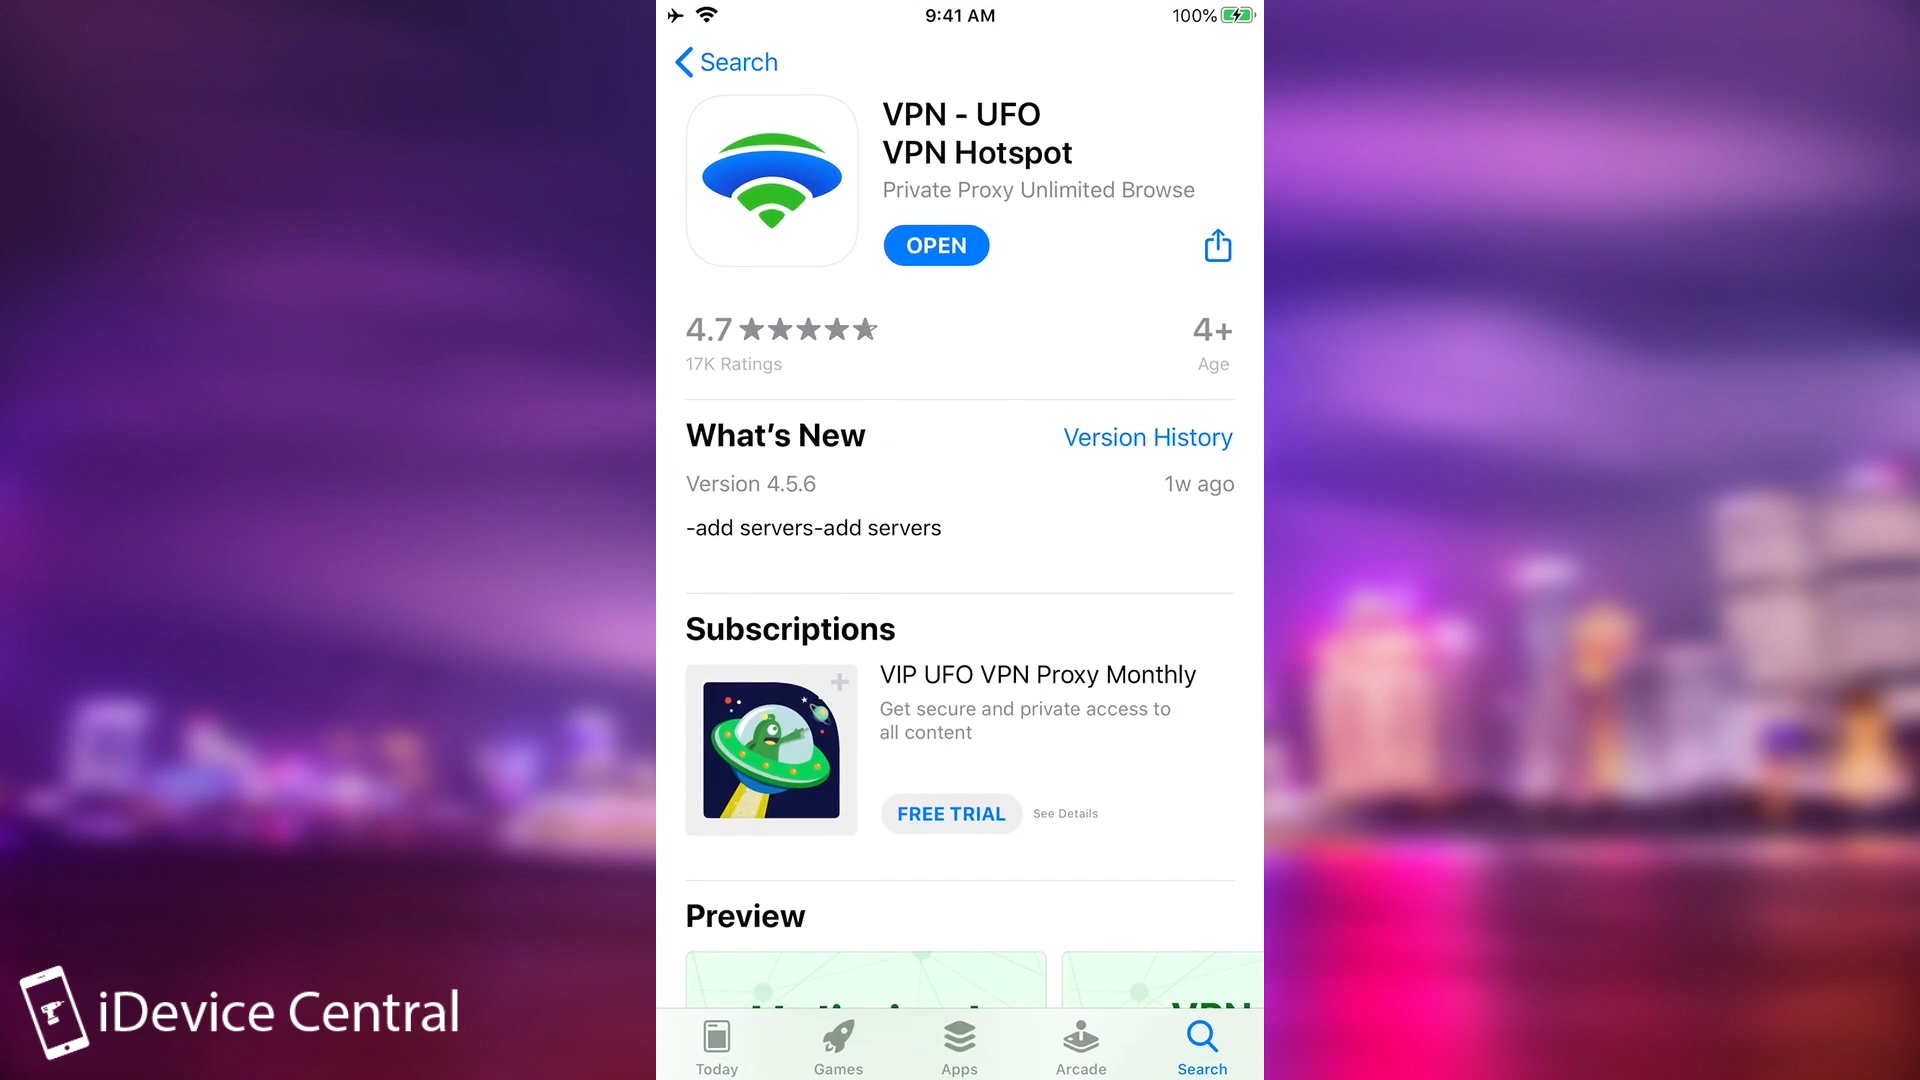 9:41 AM
100%
Search
VPN - UFO
VPN Hotspot
Private Proxy Unlimited Browse
OPEN
4.7
4+
17K Ratings
Age
What’s New
Version History
Version 4.5.6
1w ago
-add servers-add servers
Subscriptions
VIP UFO VPN Proxy Monthly
Get secure and private access to
all content
FREE TRIAL
See Details
Preview
VPN
Today
Games
Apps
Arcade
Search
iDevice Central